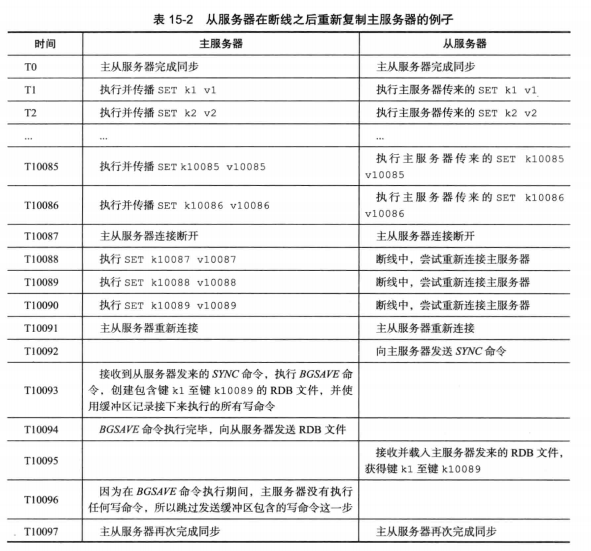 表 15-2 从服务器在断线之后重新复制主服务器的例子
时间 主服务器 从服务器
T0 主从服务器完成同步 主从服务器完成同步
T1 执行并传播 SET k1 v1 执行主服务器传来的 SET k1 v1
T2 执行并传播 SET k2 v2 执行主服务器传来的 SET k2 v2
... ... ...
T10085 执行并传播 SET k10085 v10085 执行主服务器传来的 SET k10085
v10085
T10086 执行并传播 SET k10086 v10086 执行主服务器传来的 SET k10086
v10086
T10087 主从服务器连接断开 主从服务器连接断开
T10088 执行 SET k10087 v10087 断线中，尝试重新连接主服务器
T10089 执行 SET k10088 v10088 断线中，尝试重新连接主服务器
T10090 执行 SET k10089 v10089 断线中，尝试重新连接主服务器
T10091 主从服务器重新连接 主从服务器重新连接
T10092 向主服务器发送 SYNC 命令
T10093 接收到从服务器发来的 SYNC 命令，执行 BGSAVE 命
令，创建包含键 k1 至键 k10089 的 RDB 文件，并使
用缓冲区记录接下来执行的所有写命令
T10094 BGSAVE 命令执行完毕，向从服务器发送 RDB 文件
T10095 接收并载入主服务器发来的 RDB 文件，
获得键 k1 至键 k10089
T10096 因为在 BGSAVE 命令执行期间，主服务器没有执行
任何写命令，所以跳过发送缓冲区包含的写命令这一步
T10097 主从服务器再次完成同步 主从服务器再次完成同步